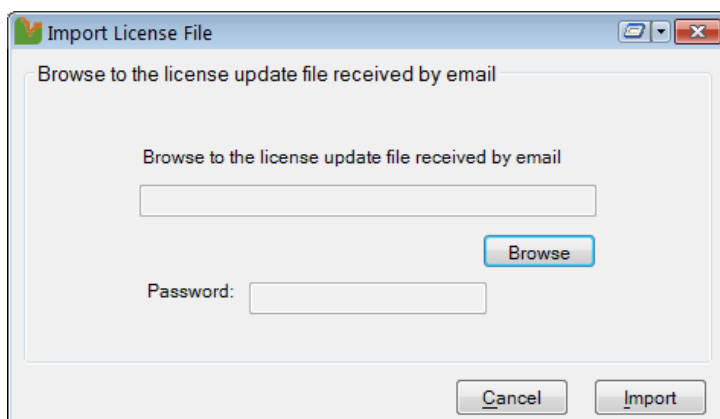 Import License File
Browse to the license update file received by email
Browse to the license update file received by email
Browse
Password:
Cancel Import